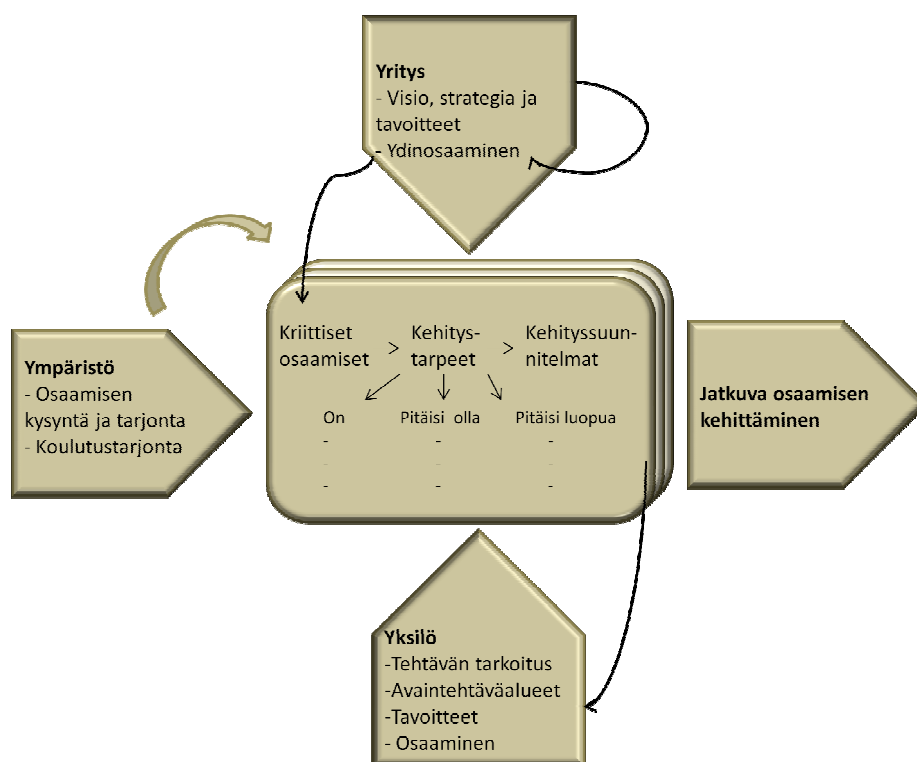 Yritys
- Visio, strategia ja
tavoitteet
- Ydinosaaminen
Ympäristö
- Osaamisen
kysyntä ja tarjonta
- Koulutustarjonta
Kriittiset
osaamiset
>
Kehitys-
tarpeet
>
Kehityssuun-
nitelmat
On
-
-
-
Pitäisi olla
-
-
-
Pitäisi luopua
-
-
-
Jatkuva osaamisen
kehittäminen
Yksilö
-Tehtävän tarkoitus
-Avaintehtäväalueet
-Tavoitteet
- Osaaminen